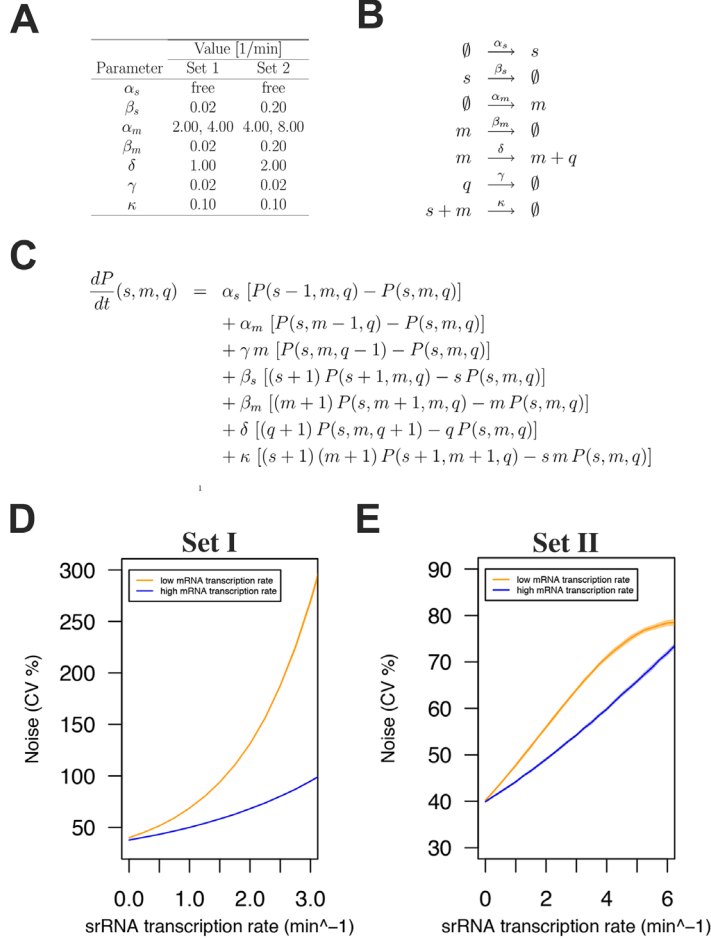 A
Value [1/min]
Parameter Set 1 Set 2
αs free free
βs 0.02 0.20
αm 2.00, 4.00 4.00, 8.00
βm 0.02 0.20
δ 1.00 2.00
γ 0.02 0.02
κ 0.10 0.10
B
∅ —αs→ s
s —βs→ ∅
∅ —αm→ m
m —βm→ ∅
m —δ→ m + q
q —γ→ ∅
s + m —κ→ ∅
C
dP/dt (s, m, q) = αs [P(s − 1, m, q) − P(s, m, q)]
+ αm [P(s, m − 1, q) − P(s, m, q)]
+ γ m [P(s, m, q − 1) − P(s, m, q)]
+ βs [(s + 1) P(s + 1, m, q) − s P(s, m, q)]
+ βm [(m + 1) P(s, m + 1, m, q) − m P(s, m, q)]
+ δ [(q + 1) P(s, m, q + 1) − q P(s, m, q)]
+ κ [(s + 1) (m + 1) P(s + 1, m + 1, q) − s m P(s, m, q)]
1
D
Set I
low mRNA transcription rate
high mRNA transcription rate
Noise (CV %)
300
250
200
150
100
50
0.0 1.0 2.0 3.0
srRNA transcription rate (min^−1)
E
Set II
low mRNA transcription rate
high mRNA transcription rate
Noise (CV %)
90
80
70
60
50
40
30
0 2 4 6
srRNA transcription rate (min^−1)